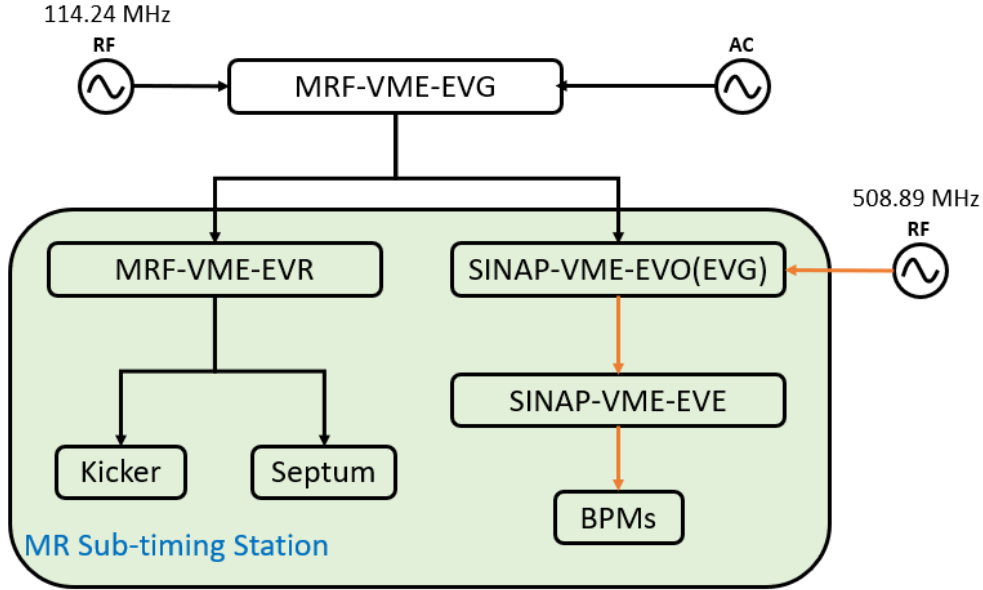 114.24 MHz
RF
AC
MRF-VME-EVG
508.89 MHz
RF
MRF-VME-EVR
SINAP-VME-EVO(EVG)
SINAP-VME-EVE
Kicker
Septum
BPMs
MR Sub-timing Station